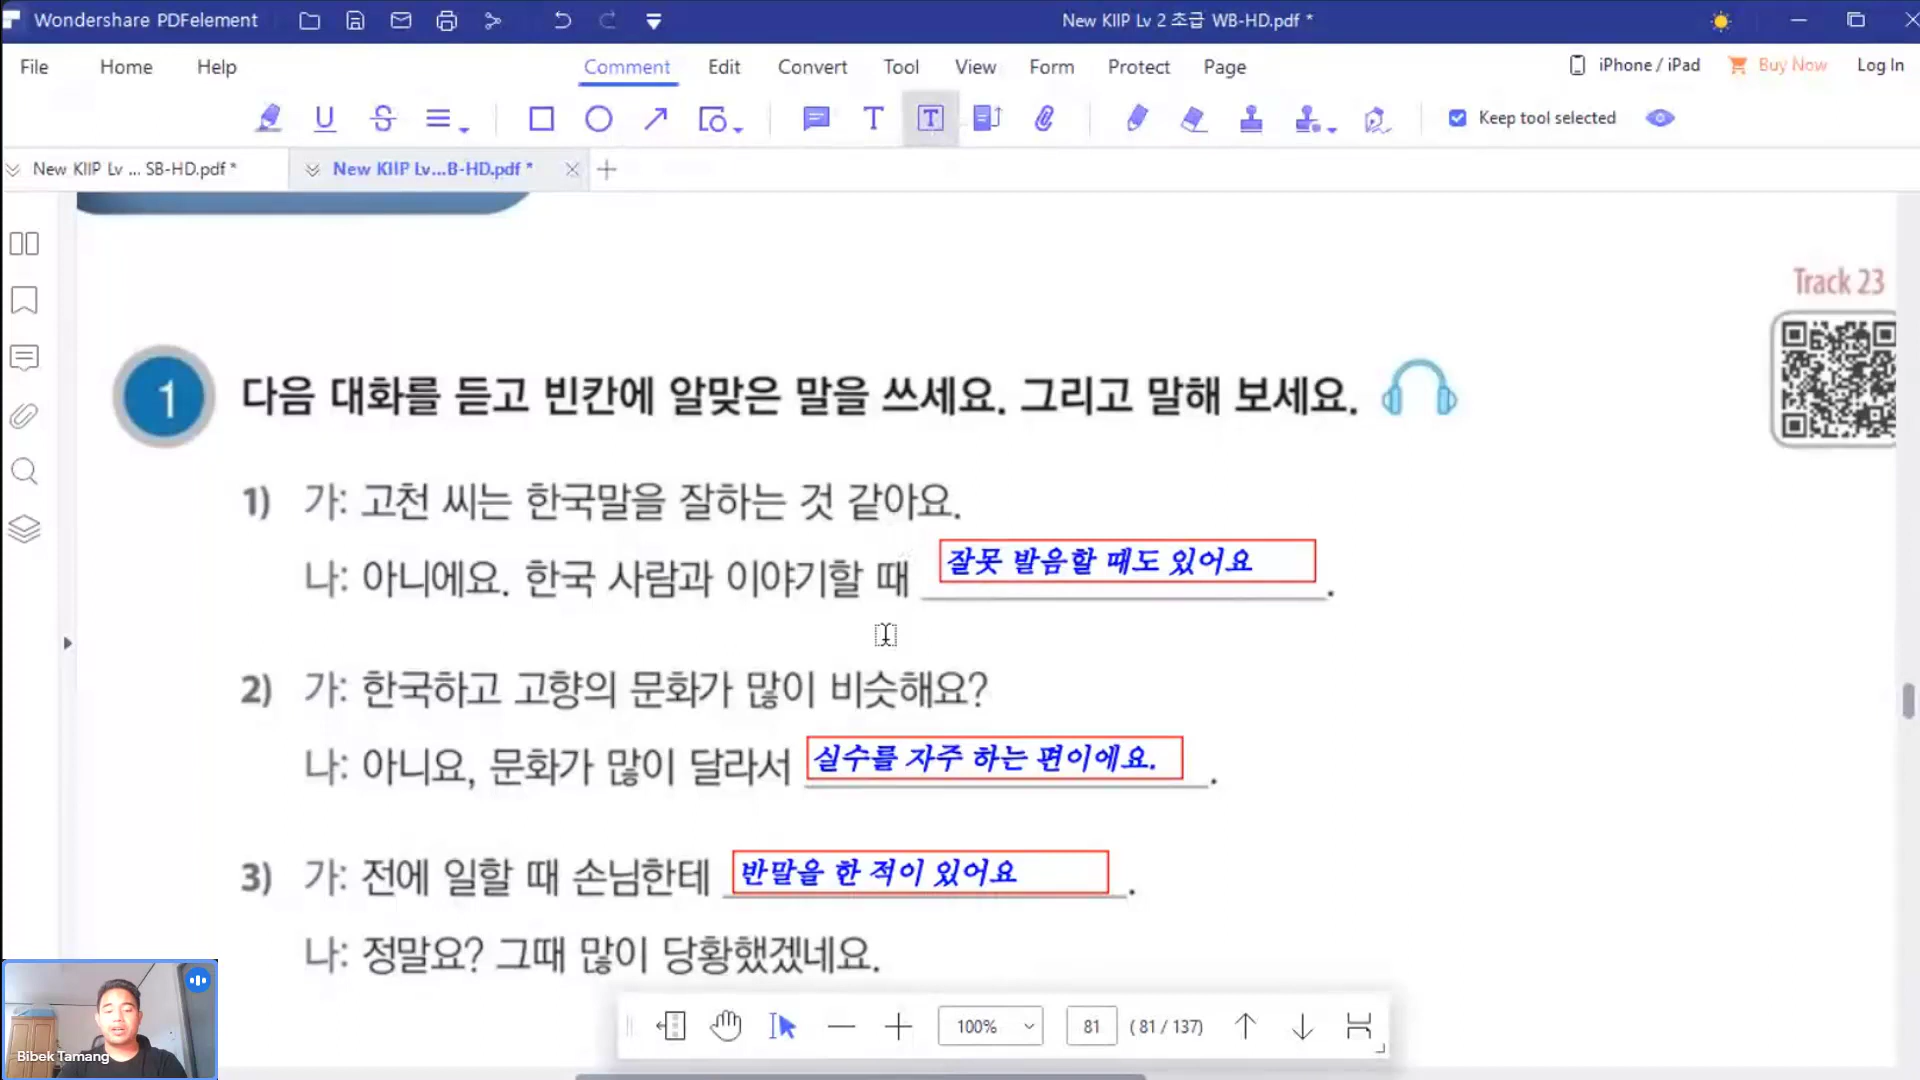 Wondershare PDFelement
New KIIP Lv 2 초급 WB-HD.pdf *
File Home Help Comment Edit Convert Tool View Form Protect Page iPhone / iPad Buy Now Log In
Keep tool selected
New KIIP Lv ... SB-HD.pdf * New KIIP Lv...B-HD.pdf *
Track 23
1 다음 대화를 듣고 빈칸에 알맞은 말을 쓰세요. 그리고 말해 보세요.
1) 가: 고천 씨는 한국말을 잘하는 것 같아요.
나: 아니에요. 한국 사람과 이야기할 때 잘못 발음할 때도 있어요.
2) 가: 한국하고 고향의 문화가 많이 비슷해요?
나: 아니요, 문화가 많이 달라서 실수를 자주 하는 편이에요. .
3) 가: 전에 일할 때 손님한테 반말을 한 적이 있어요.
나: 정말요? 그때 많이 당황했겠네요.
Bibek Tamang
100% 81 ( 81 / 137)